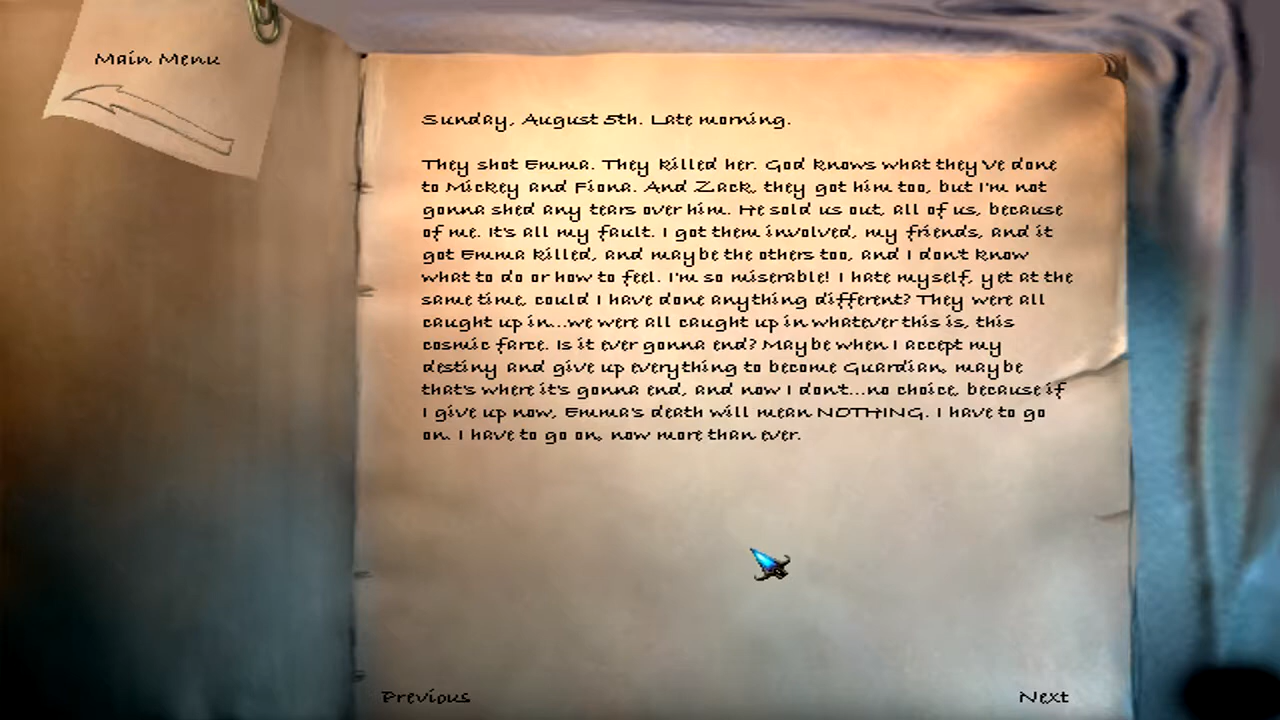 Main Menu
Sunday, August 5th. Late morning.
They shot Emma. They killed her. God knows what they've done
to Mickey and Fiona. And Zack, they got him too, but I'm not
gonna shed any tears over him. He sold us out, all of us, because
of me. It's all my fault. I got them involved, my friends, and it
got Emma killed, and maybe the others too, and I don't know
what to do or how to feel. I'm so miserable! I hate myself, yet at the
same time, could I have done anything different? They were all
caught up in...we were all caught up in whatever this is, this
cosmic farce. Is it ever gonna end? Maybe when I accept my
destiny and give up everything to become Guardian, maybe
that's where it's gonna end, and now I don't...no choice, because if
I give up now, Emma's death will mean NOTHING. I have to go
on. I have to go on, now more than ever.
Previous
Next